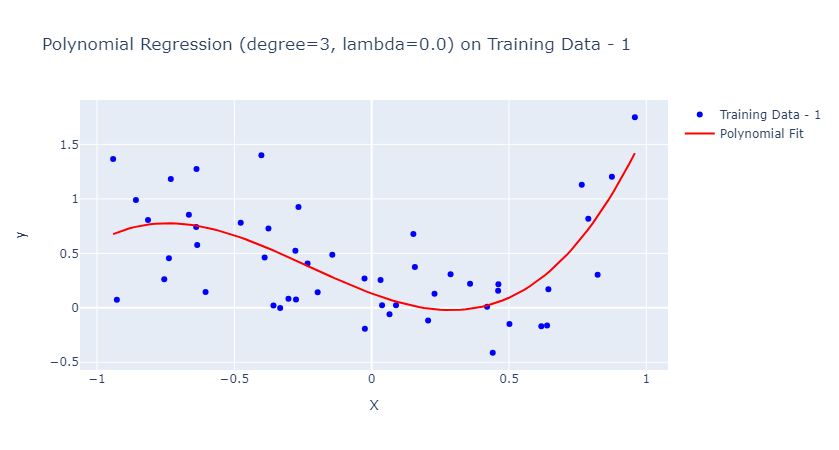 Polynomial Regression (degree=3, lambda=0.0) on Training Data - 1
Training Data - 1
Polynomial Fit
1.5
1
0.5
0
−0.5
y
−1
−0.5
0
0.5
1
X